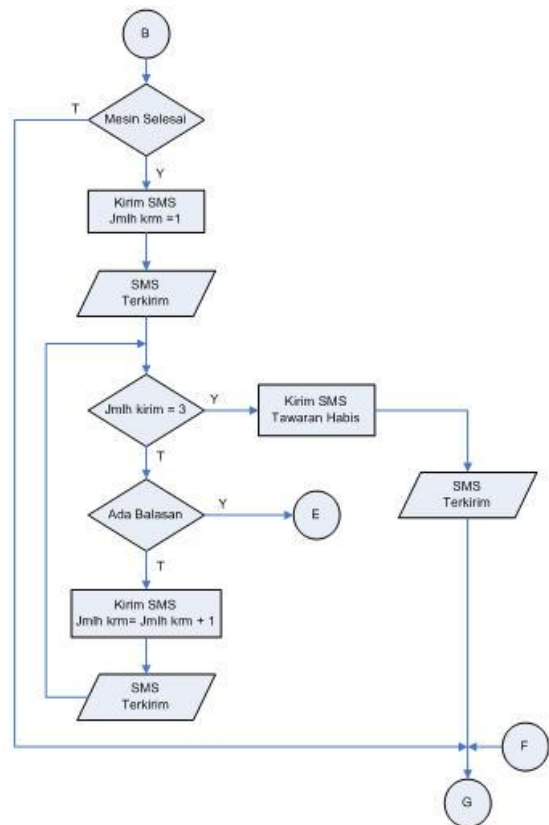 B
T
Mesin Selesai
Y
Kirim SMS
Jmlh krm =1
SMS
Terkirim
Jmlh kirim = 3
Y
Kirim SMS
Tawaran Habis
T
SMS
Terkirim
Ada Balasan
Y
E
T
Kirim SMS
Jmlh krm= Jmlh krm + 1
SMS
Terkirim
F
G